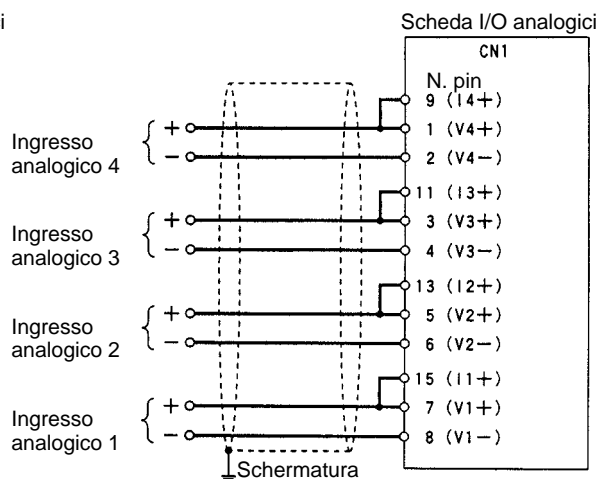 ci
Scheda I/O analogici
CN1
N. pin
9 (I4+)
Ingresso analogico 4
+
1 (V4+)
−
2 (V4−)
11 (I3+)
Ingresso analogico 3
+
3 (V3+)
−
4 (V3−)
13 (I2+)
Ingresso analogico 2
+
5 (V2+)
−
6 (V2−)
15 (I1+)
Ingresso analogico 1
+
7 (V1+)
−
8 (V1−)
Schermatura